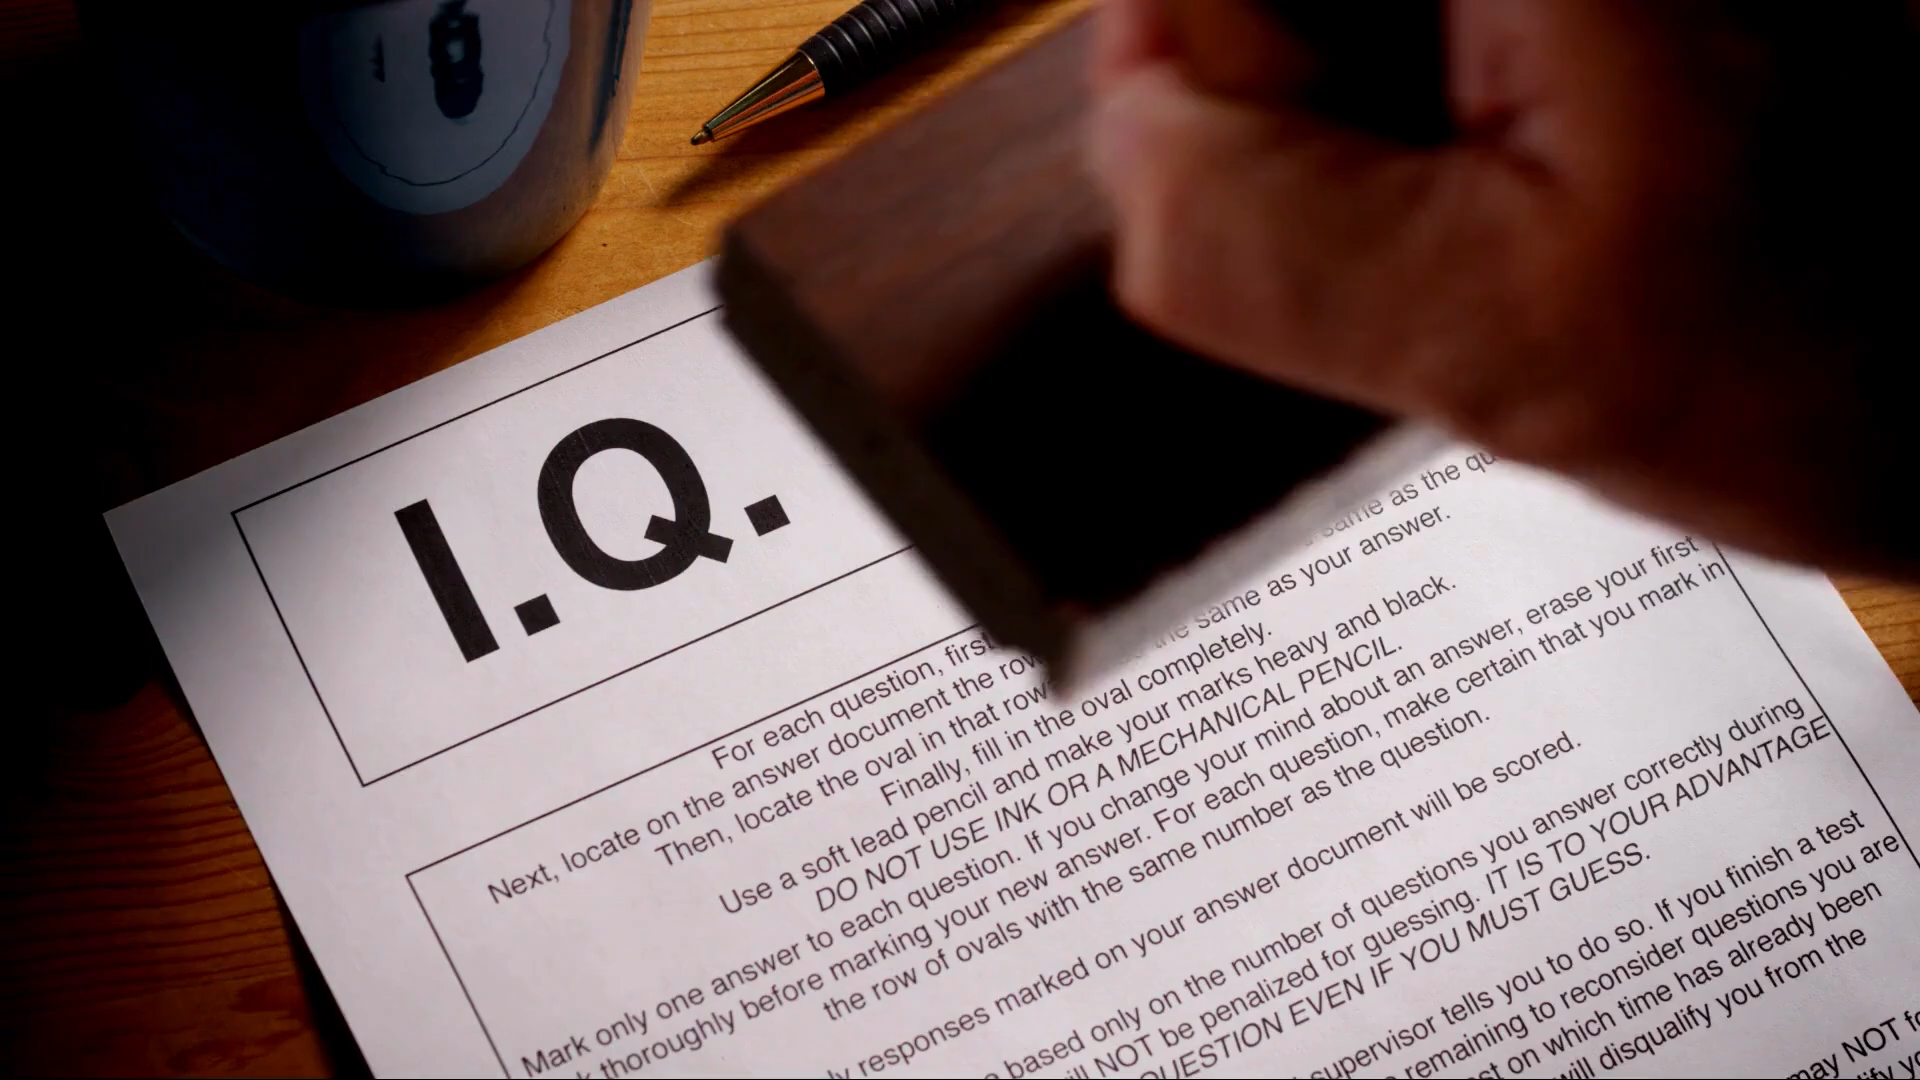 I.Q.
For each question, first
Next, locate on the answer document the row same as the
Then, locate the oval in that row the same as your answer.
Finally, fill in the oval completely.
Use a soft lead pencil and make your marks heavy and black.
DO NOT USE INK OR A MECHANICAL PENCIL.
Mark only one answer to each question. If you change your mind about an answer, erase your first
thoroughly before marking your new answer. For each question, make certain that you mark in
the row of ovals with the same number as the question.
responses marked on your answer document will be scored.
based only on the number of questions you answer correctly during
NOT be penalized for guessing. IT IS TO YOUR ADVANTAGE
QUESTION EVEN IF YOU MUST GUESS.
supervisor tells you to do so. If you finish a test
remaining to reconsider questions you are
on which time has already been
will disqualify you from the
may NOT